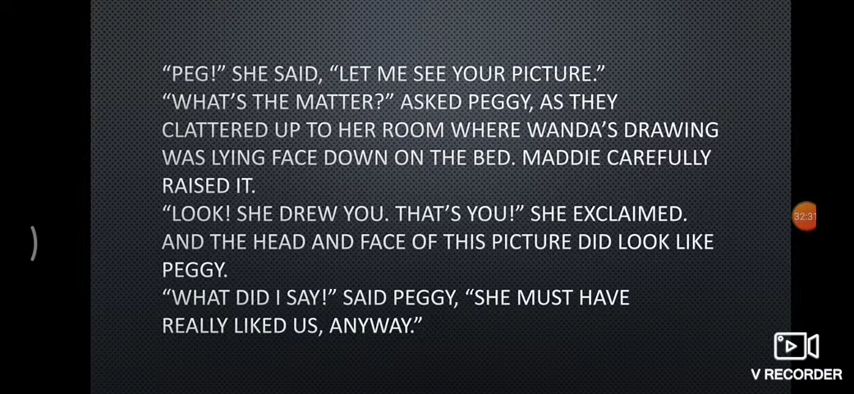 “PEG!” SHE SAID, “LET ME SEE YOUR PICTURE.”
“WHAT’S THE MATTER?” ASKED PEGGY, AS THEY
CLATTERED UP TO HER ROOM WHERE WANDA’S DRAWING
WAS LYING FACE DOWN ON THE BED. MADDIE CAREFULLY
RAISED IT.
“LOOK! SHE DREW YOU. THAT’S YOU!” SHE EXCLAIMED.
AND THE HEAD AND FACE OF THIS PICTURE DID LOOK LIKE
PEGGY.
“WHAT DID I SAY!” SAID PEGGY, “SHE MUST HAVE
REALLY LIKED US, ANYWAY.”
32:31
V RECORDER